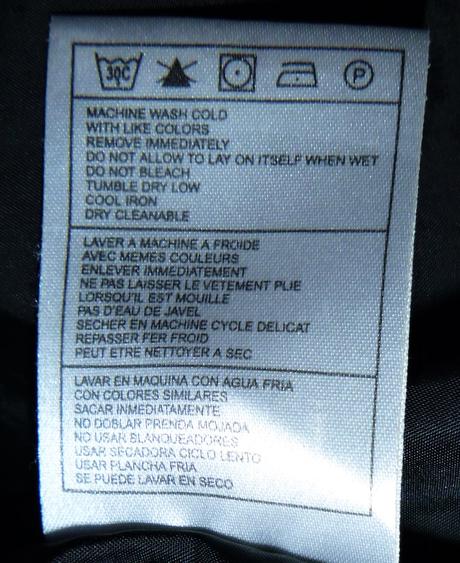 30C
P
MACHINE WASH COLD
WITH LIKE COLORS
REMOVE IMMEDIATELY
DO NOT ALLOW TO LAY ON ITSELF WHEN WET
DO NOT BLEACH
TUMBLE DRY LOW
COOL IRON
DRY CLEANABLE
LAVER A MACHINE A FROIDE
AVEC MEMES COULEURS
ENLEVER IMMEDIATEMENT
NE PAS LAISSER LE VETEMENT PLIE
LORSQU'IL EST MOUILLE
PAS D'EAU DE JAVEL
SECHER EN MACHINE CYCLE DELICAT
REPASSER FER FROID
PEUT ETRE NETTOYER A SEC
LAVAR EN MAQUINA CON AGUA FRIA
CON COLORES SIMILARES
SACAR INMEDIATAMENTE
NO DOBLAR PRENDA MOJADA
NO USAR BLANQUEADORES
USAR SECADORA CICLO LENTO
USAR PLANCHA FRIA
SE PUEDE LAVAR EN SECO